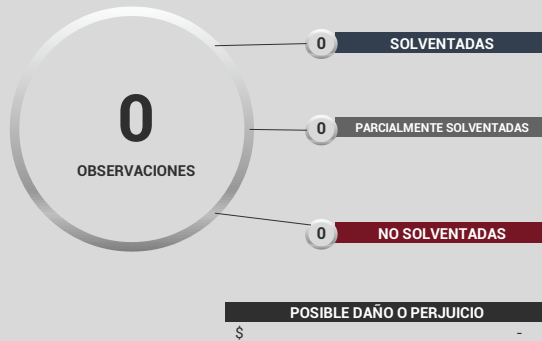 0
OBSERVACIONES
0 SOLVENTADAS
0 PARCIALMENTE SOLVENTADAS
0 NO SOLVENTADAS
POSIBLE DAÑO O PERJUICIO
$ -